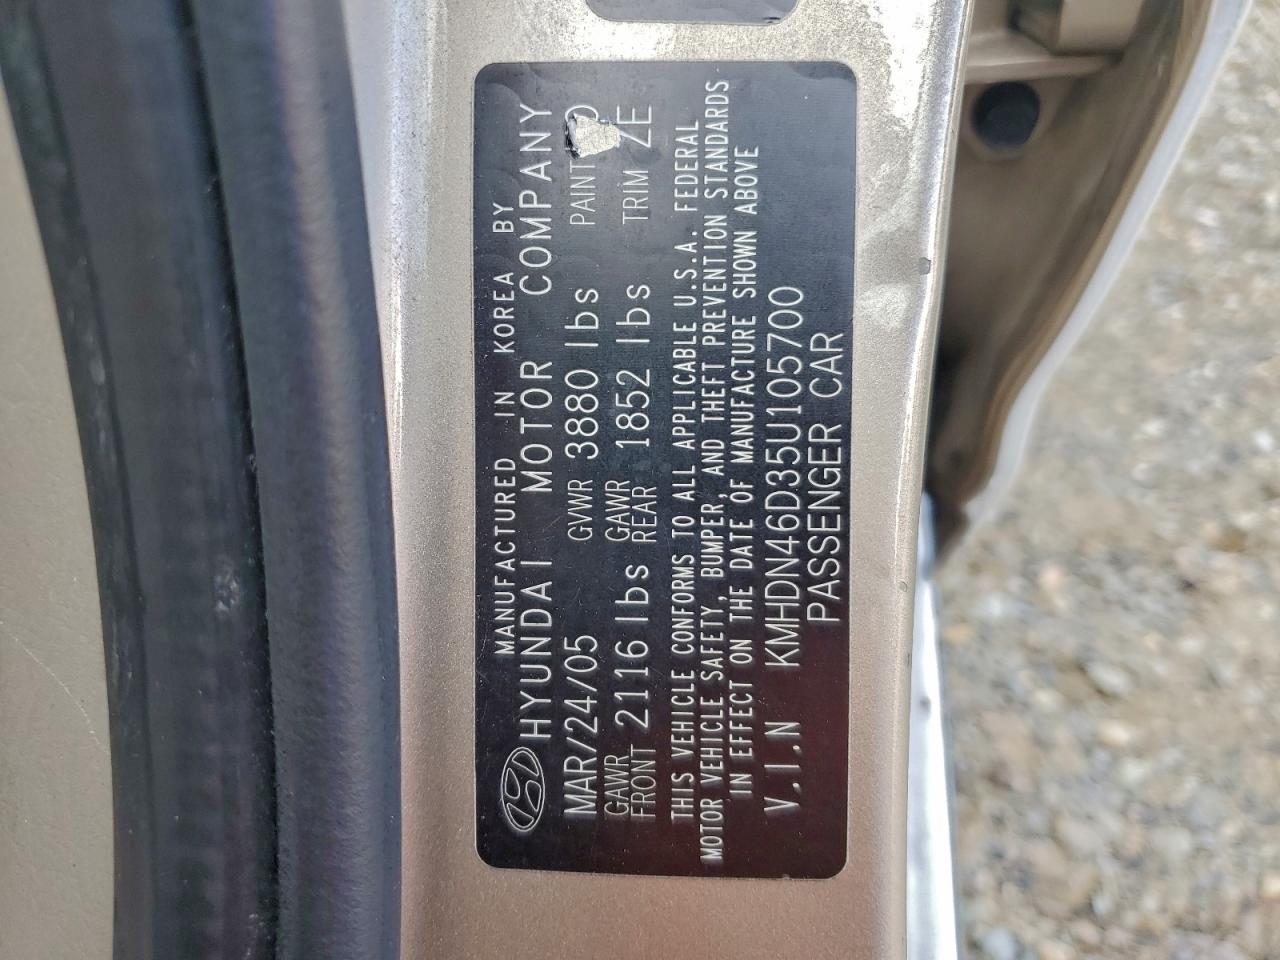 MANUFACTURED IN KOREA BY
HYUNDAI MOTOR COMPANY
MAR/24/05 GVWR 3880 lbs PAINT
GAWR FRONT 2116 lbs GAWR REAR 1852 lbs TRIM ZE
THIS VEHICLE CONFORMS TO ALL APPLICABLE U.S.A. FEDERAL
MOTOR VEHICLE SAFETY, BUMPER, AND THEFT PREVENTION STANDARDS
IN EFFECT ON THE DATE OF MANUFACTURE SHOWN ABOVE
V.I.N KMHDN46D35U105700
PASSENGER CAR